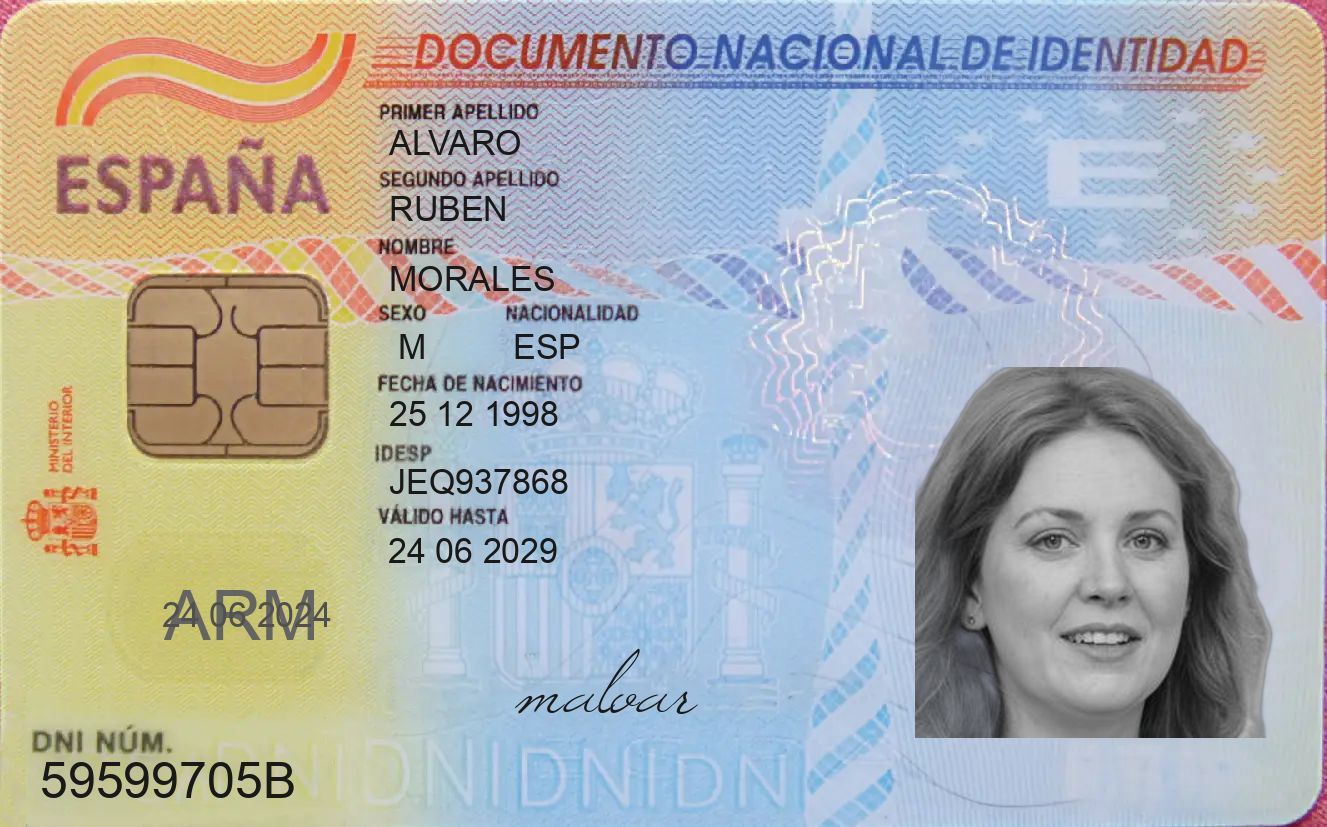 DOCUMENTO NACIONAL DE IDENTIDAD
ESPAÑA
PRIMER APELLIDO
ALVARO
SEGUNDO APELLIDO
RUBEN
NOMBRE
MORALES
SEXO NACIONALIDAD
M ESP
FECHA DE NACIMIENTO
25 12 1998
IDESP
JEQ937868
VÁLIDO HASTA
24 06 2029
MINISTERIO
DEL INTERIOR
E
ARM
24 06 2024
malvar
DNI NÚM.
59599705B
DNIDNIDNIDNI